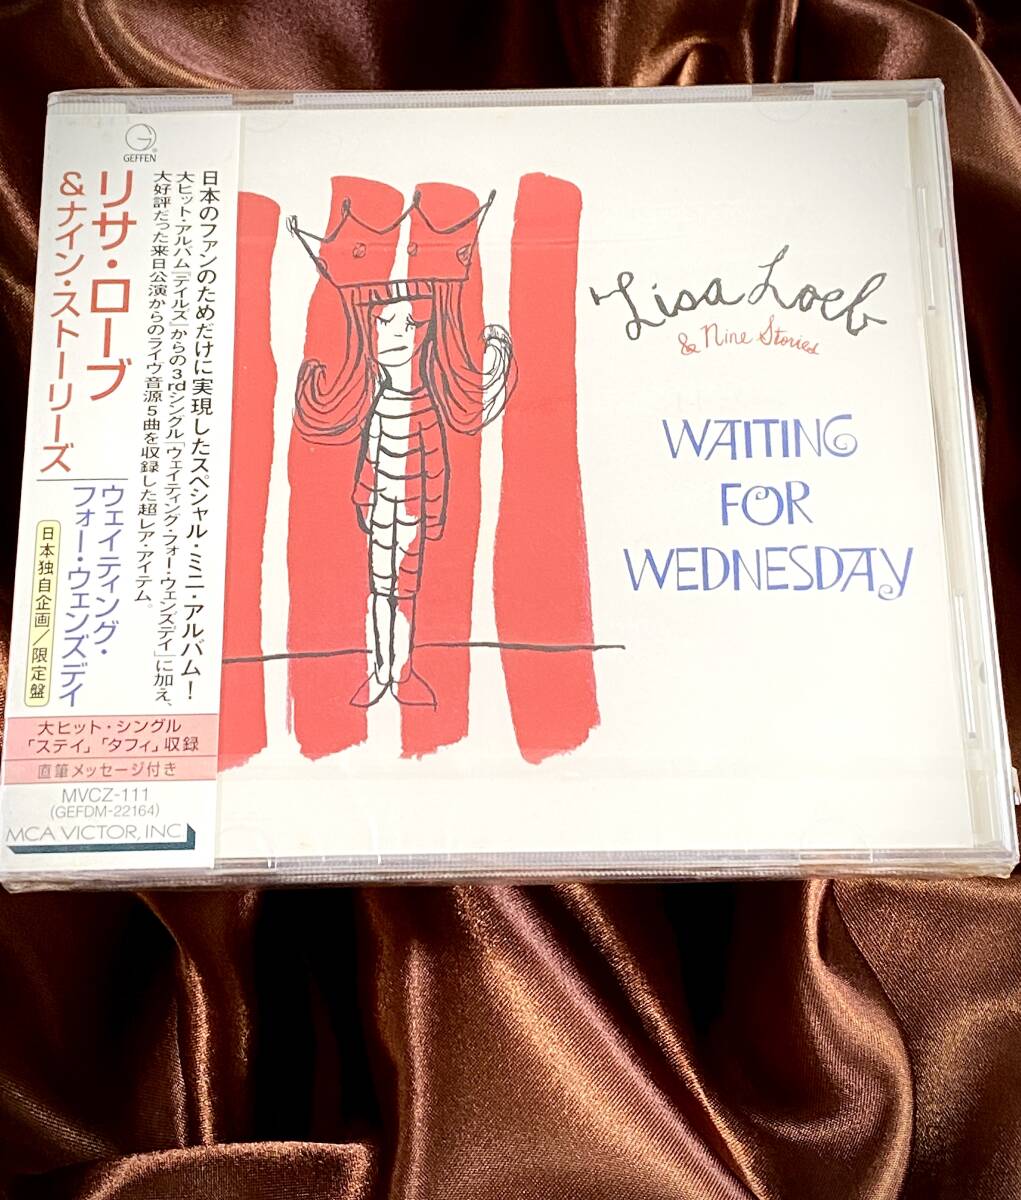 GEFFEN
リサ・ローブ
&ナイン・ストーリーズ
ウェイティング・
フォー・ウェンズデイ
日本独自企画/限定盤
日本のファンのためだけに実現したスペシャル・ミニ・アルバム!
大ヒット・アルバム『テイルズ』からの3rdシングル「ウェイティング・フォー・ウェンズデイ」に加え、
大好評だった来日公演からのライヴ音源5曲を収録した超レア・アイテム。
大ヒット・シングル
「ステイ」「タフィ」収録
直筆メッセージ付き
MVCZ-111
(GEFDM-22164)
MCA VICTOR, INC
Lisa Loeb
& Nine Stories
WAITING
FOR
WEDNESDAY